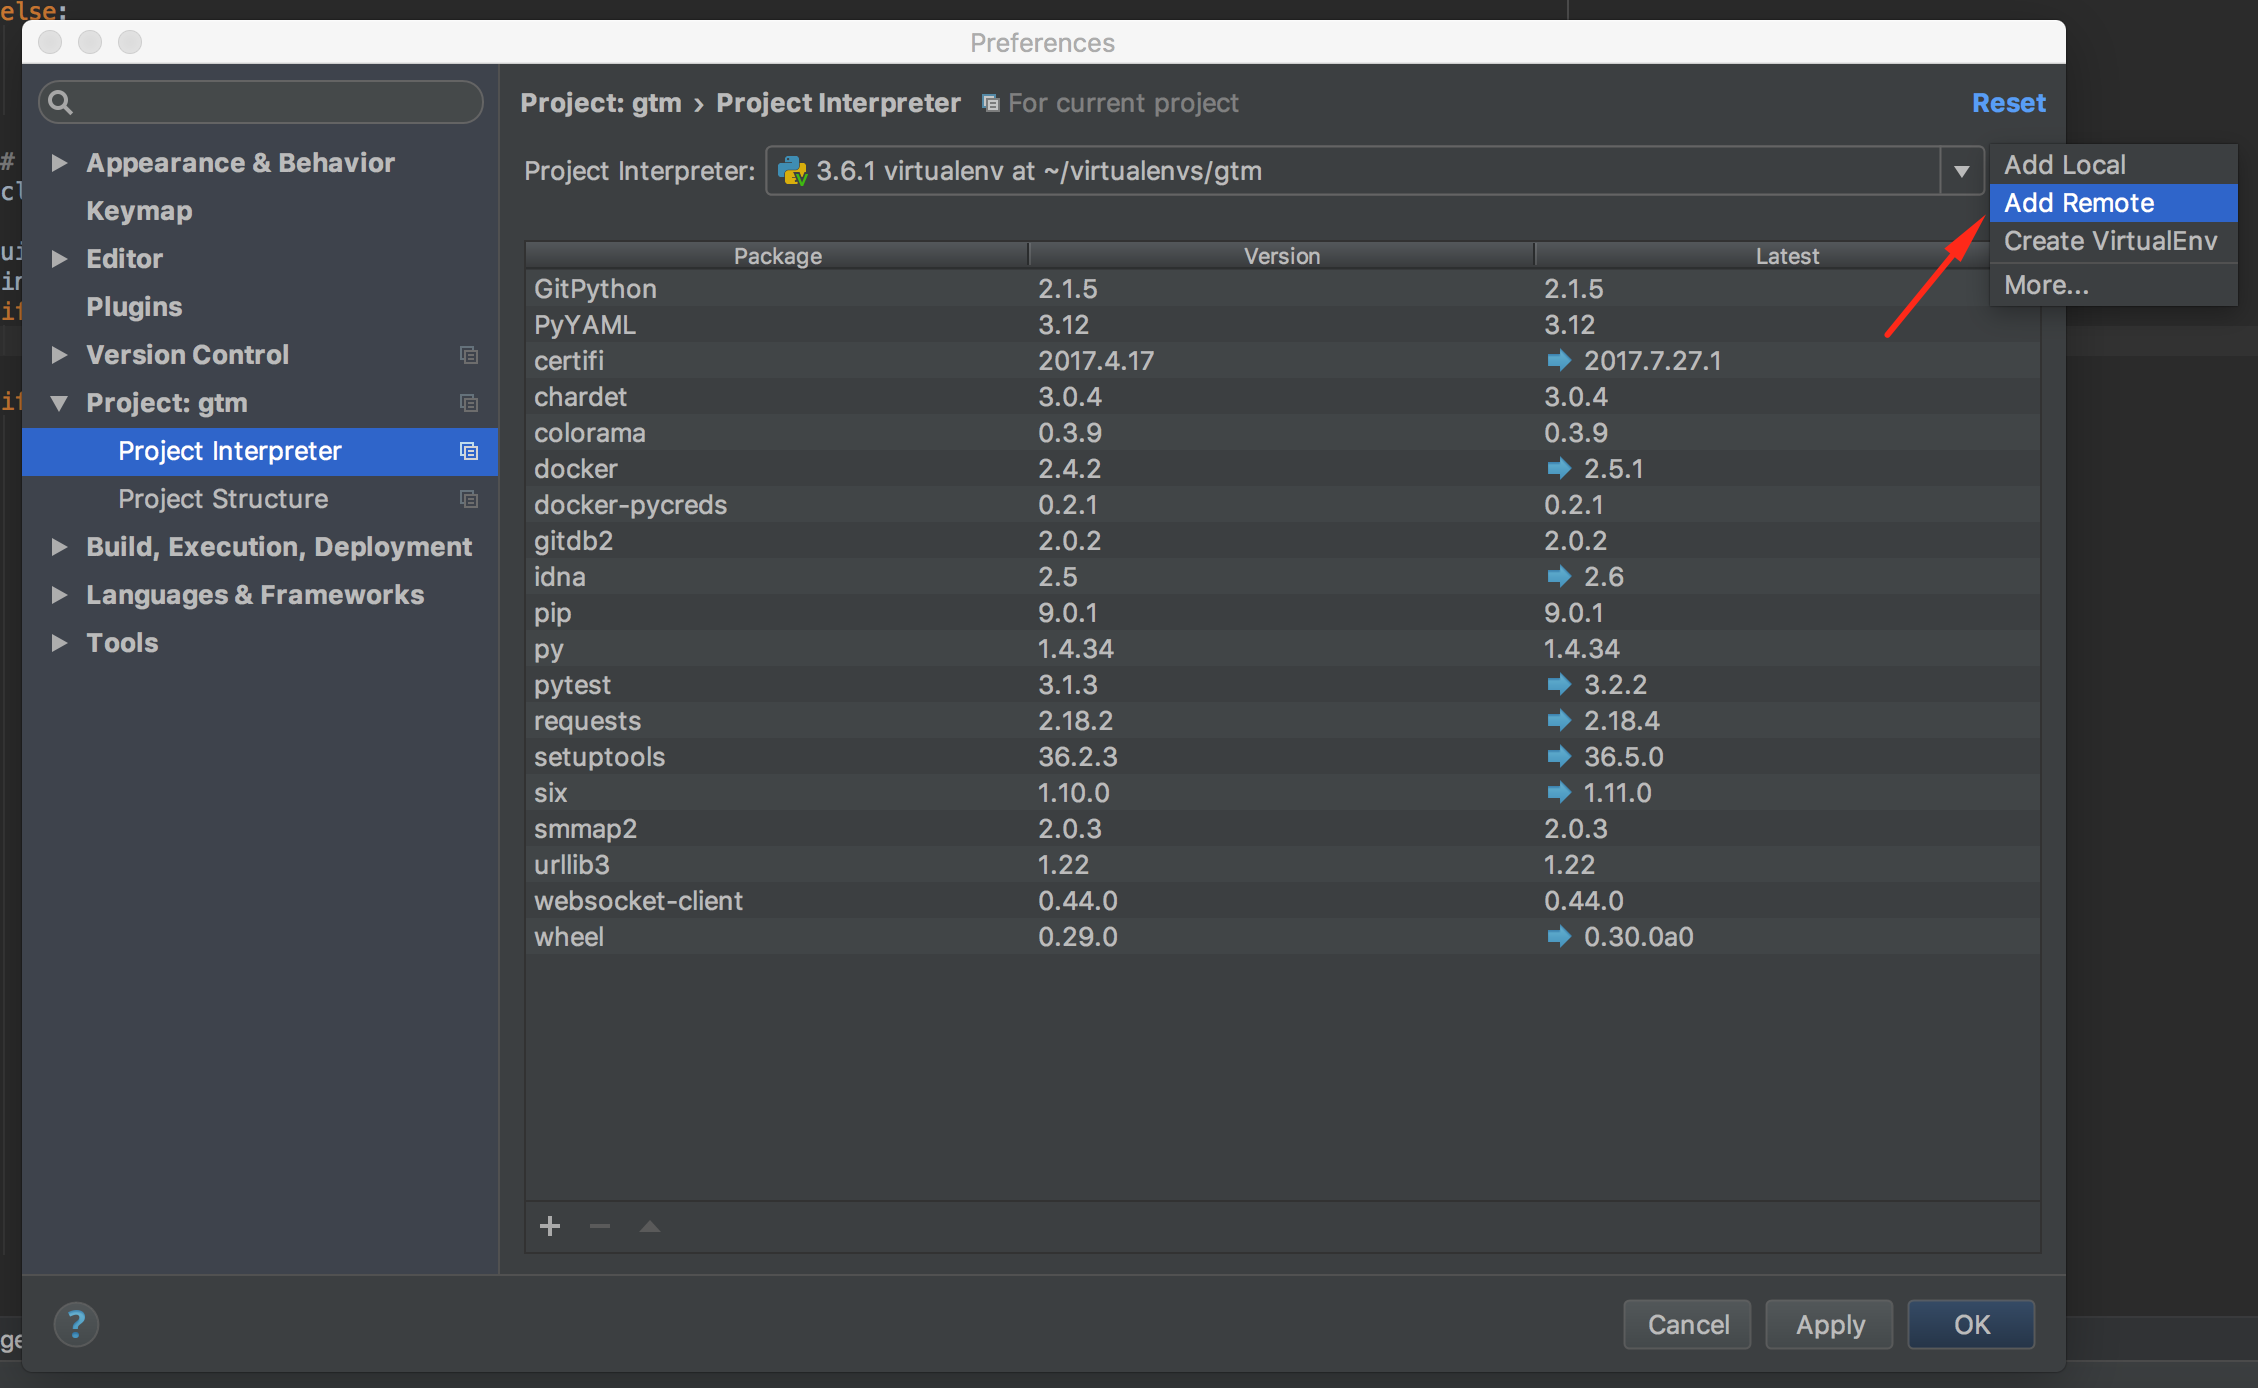 else:
Preferences
Project: gtm › Project Interpreter For current project Reset
Project Interpreter: 3.6.1 virtualenv at ~/virtualenvs/gtm
Add Local
Add Remote
Create VirtualEnv
More...
Appearance & Behavior
Keymap
Editor
Plugins
Version Control
Project: gtm
Project Interpreter
Project Structure
Build, Execution, Deployment
Languages & Frameworks
Tools
Package Version Latest
GitPython 2.1.5 2.1.5
PyYAML 3.12 3.12
certifi 2017.4.17 2017.7.27.1
chardet 3.0.4 3.0.4
colorama 0.3.9 0.3.9
docker 2.4.2 2.5.1
docker-pycreds 0.2.1 0.2.1
gitdb2 2.0.2 2.0.2
idna 2.5 2.6
pip 9.0.1 9.0.1
py 1.4.34 1.4.34
pytest 3.1.3 3.2.2
requests 2.18.2 2.18.4
setuptools 36.2.3 36.5.0
six 1.10.0 1.11.0
smmap2 2.0.3 2.0.3
urllib3 1.22 1.22
websocket-client 0.44.0 0.44.0
wheel 0.29.0 0.30.0a0
#
if
if
?
Cancel Apply OK